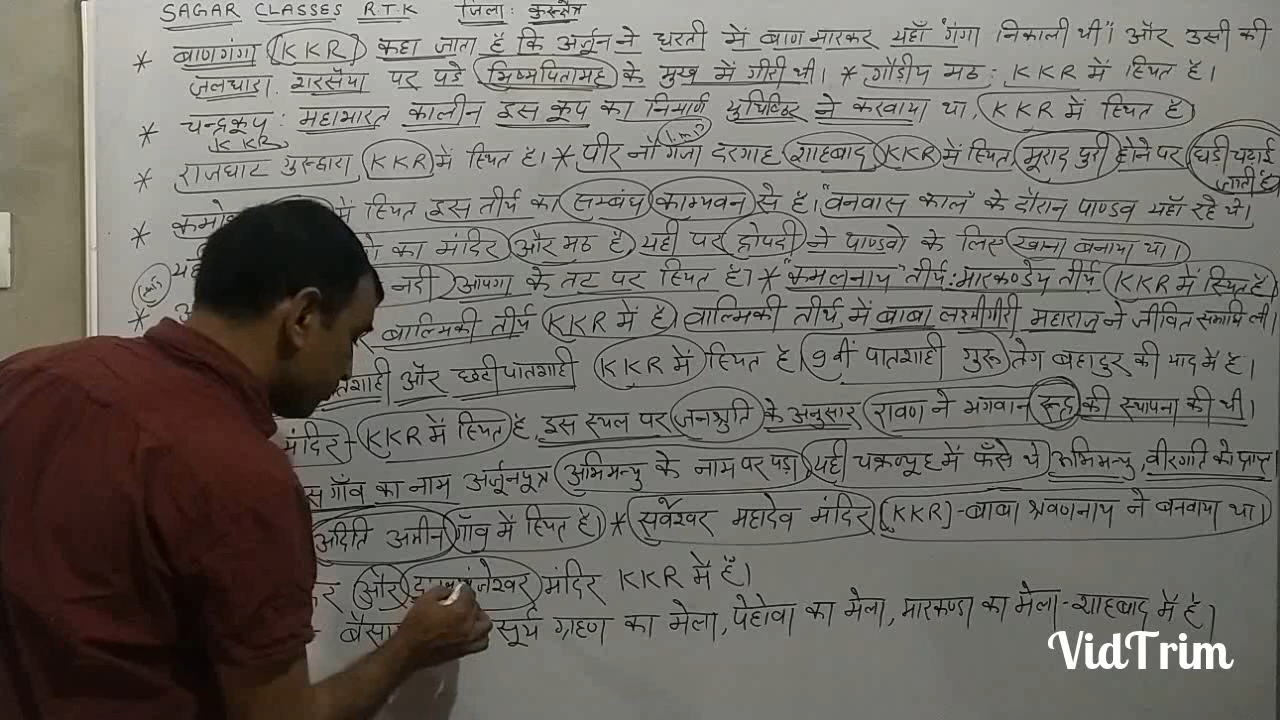 SAGAR CLASSES R.T.K जिला: कुरुक्षेत्र
* बाणगंगा (KKR) कहा जाता है कि अर्जून ने धरती में बाण मारकर यहाँ गंगा निकाली थी। और उसी की
जलधारा शरसैया पर पडे भिष्मपितामह के मुख में गीरी थी। * गौडीय मठ: KKR में स्थित है।
* चन्द्रकूप: महाभारत कालीन इस कूप का निमार्ण युधिष्ठिर ने करवाया था, KKR में स्थित है
KKR
* राजघाट गुरुद्वारा (KKR) में स्थित है। * पीर नौ गंजा दरगाह शाहबाद KKR में स्थित मूराद पुरी होने पर घडी चढाई
जाती है
* में स्थित इस तीर्थ का सम्बंध काम्यवन से है। "वनवास काल" के दौरान पाण्डव यहाँ रहे थे।
का मंदिर और मठ है, यही पर द्रोपदी ने पाण्डवो के लिए खाना बनाया था।
* नदी आपगा के तट पर स्थित है। * "कमलनाथ" तीर्थ: मारकण्डेय तीर्थ KKR में स्थित है
बाल्मिकी तीर्थ KKR में है वाल्मिकी तीर्थ में बाबा लक्ष्मीगीरी महाराज ने जीवित समाधि ली।
और छटी पातशाही KKR में स्थित है 9वीं पातशाही गुरू तेग बहादुर की याद में है।
मंदिर - KKR में स्थित है, इस स्थल पर जनश्रुति के अनुसार रावण ने भगवान रूद्र की स्थापना की थी।
गाँव का नाम अर्जूनपूत्र अभिमन्यु के नाम पर पडा यही चक्रव्यूह में फँसे थे अभिमन्यु, वीरगति को प्राप्त
अदिति अमीन गाँव में स्थित है। * सर्वेश्वर महादेव मंदिर (KKR) - बाबा श्रवणनाथ ने बनवाया था।
और मंदिर KKR में है।
सूर्य ग्रहण का मेला, पेहोवा का मेला, मारकण्डा का मेला - शाहबाद में है।
VidTrim